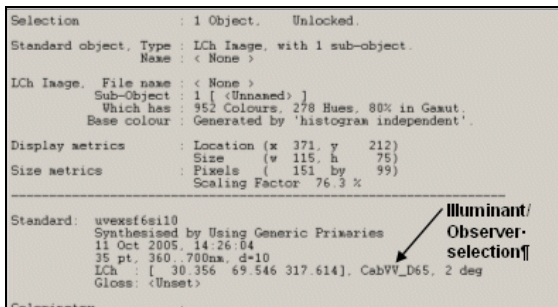 Selection : 1 Object, Unlocked.
Standard object, Type : LCh Image, with 1 sub-object.
Name : < None >
LCh Image, File name : < None >
Sub-Object : 1 [ <Unnamed> ]
Which has : 952 Colours, 278 Hues, 80% in Gamut.
Base colour : Generated by 'histogram independent'.
Display metrics : Location (x 371, y 212)
Size (w 115, h 75)
Size metrics : Pixels ( 151 by 99)
Scaling Factor 76.3 %
Illuminant/
Observer-
selection¶
Standard: uvexsf6si10
Synthesised by Using Generic Primaries
11 Oct 2005, 14:26:04
35 pt, 360..700nm, d=10
LCh : [ 30.356 69.546 317.614], CabVV_D65, 2 deg
Gloss: <Unset>